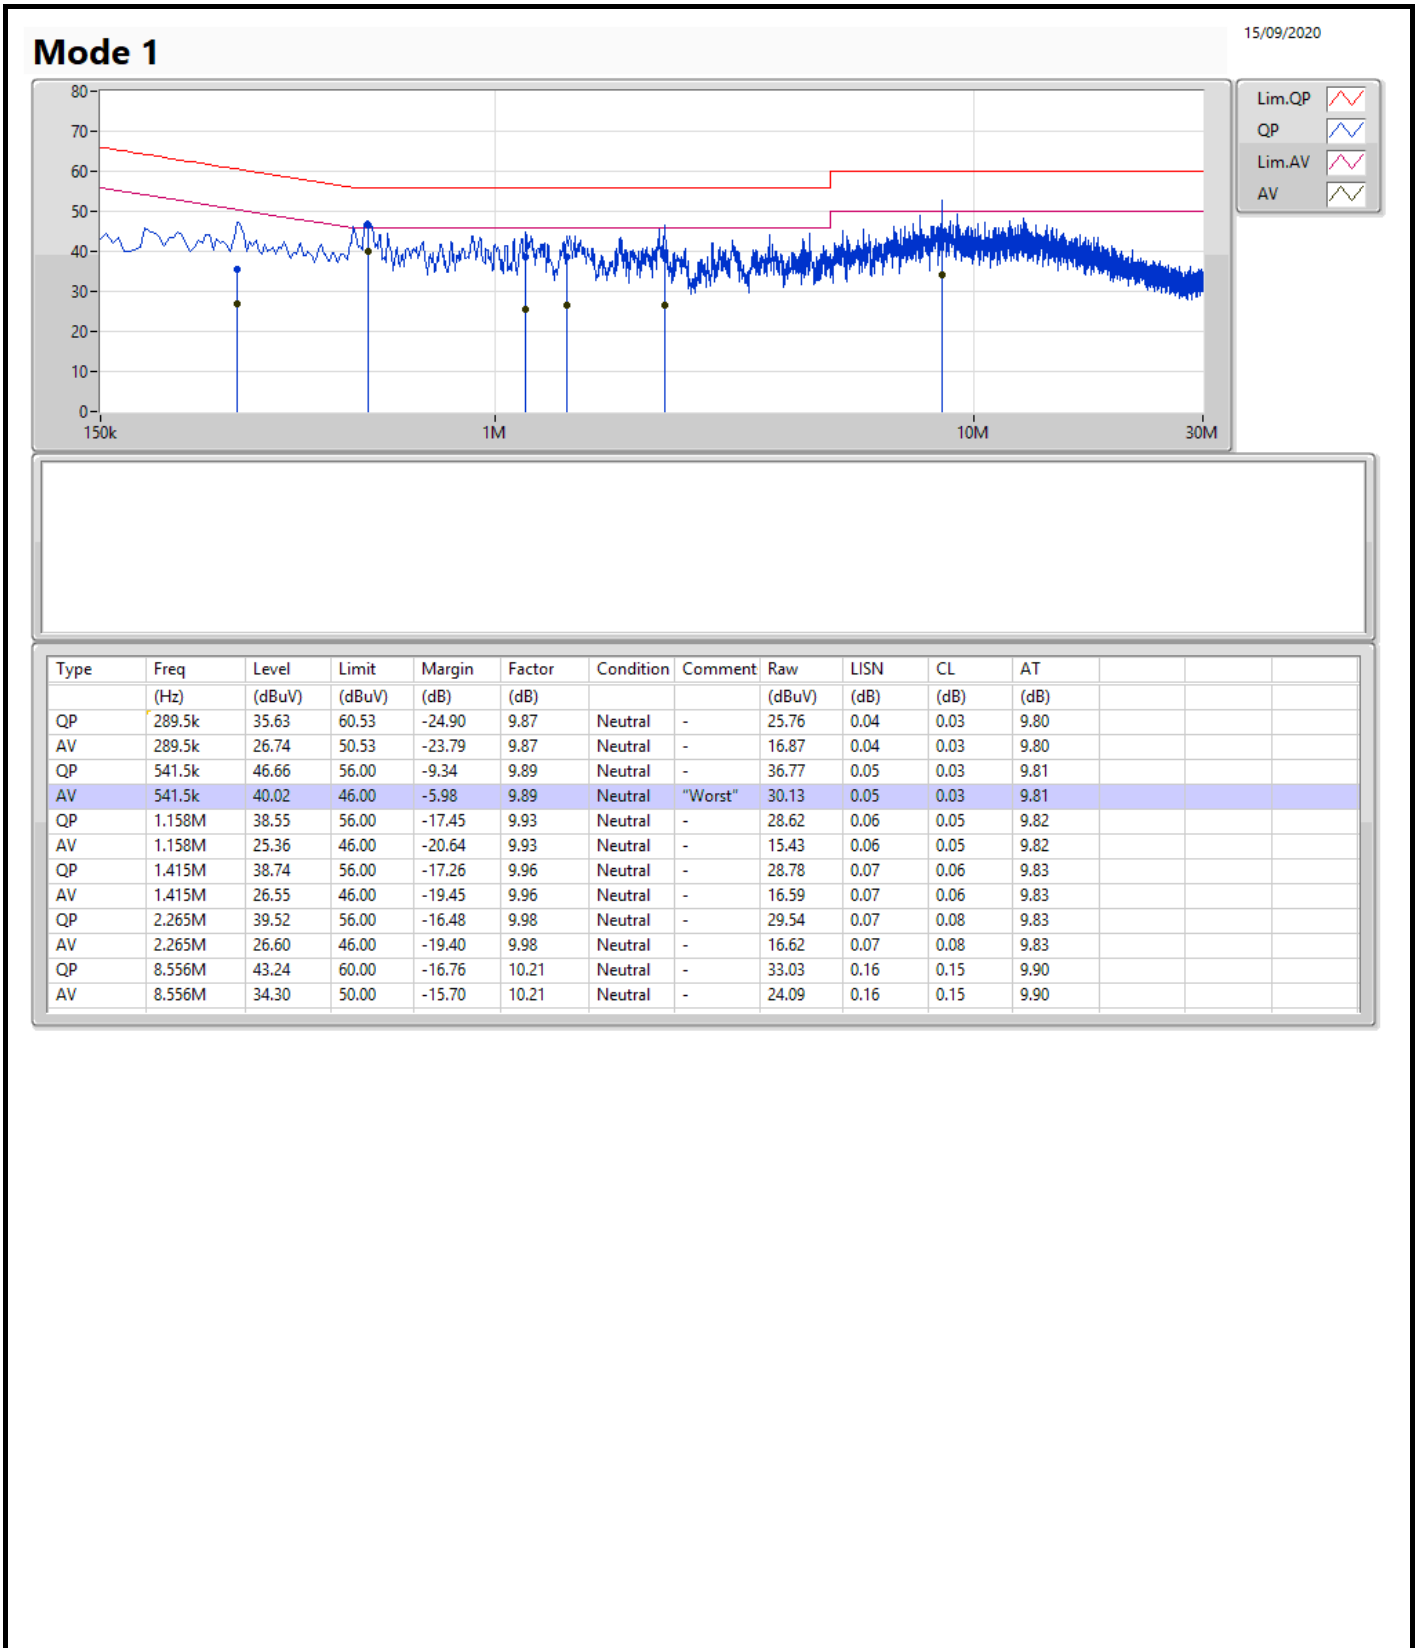 15/09/2020
Mode 1
80
70
60
50
40
30
20
10
0
150k 1M 10M 30M
Lim.QP
QP
Lim.AV
AV
Type Freq Level Limit Margin Factor Condition Comment Raw LISN CL AT
(Hz) (dBuV) (dBuV) (dB) (dB) (dBuV) (dB) (dB) (dB)
QP 289.5k 35.63 60.53 -24.90 9.87 Neutral - 25.76 0.04 0.03 9.80
AV 289.5k 26.74 50.53 -23.79 9.87 Neutral - 16.87 0.04 0.03 9.80
QP 541.5k 46.66 56.00 -9.34 9.89 Neutral - 36.77 0.05 0.03 9.81
AV 541.5k 40.02 46.00 -5.98 9.89 Neutral "Worst" 30.13 0.05 0.03 9.81
QP 1.158M 38.55 56.00 -17.45 9.93 Neutral - 28.62 0.06 0.05 9.82
AV 1.158M 25.36 46.00 -20.64 9.93 Neutral - 15.43 0.06 0.05 9.82
QP 1.415M 38.74 56.00 -17.26 9.96 Neutral - 28.78 0.07 0.06 9.83
AV 1.415M 26.55 46.00 -19.45 9.96 Neutral - 16.59 0.07 0.06 9.83
QP 2.265M 39.52 56.00 -16.48 9.98 Neutral - 29.54 0.07 0.08 9.83
AV 2.265M 26.60 46.00 -19.40 9.98 Neutral - 16.62 0.07 0.08 9.83
QP 8.556M 43.24 60.00 -16.76 10.21 Neutral - 33.03 0.16 0.15 9.90
AV 8.556M 34.30 50.00 -15.70 10.21 Neutral - 24.09 0.16 0.15 9.90